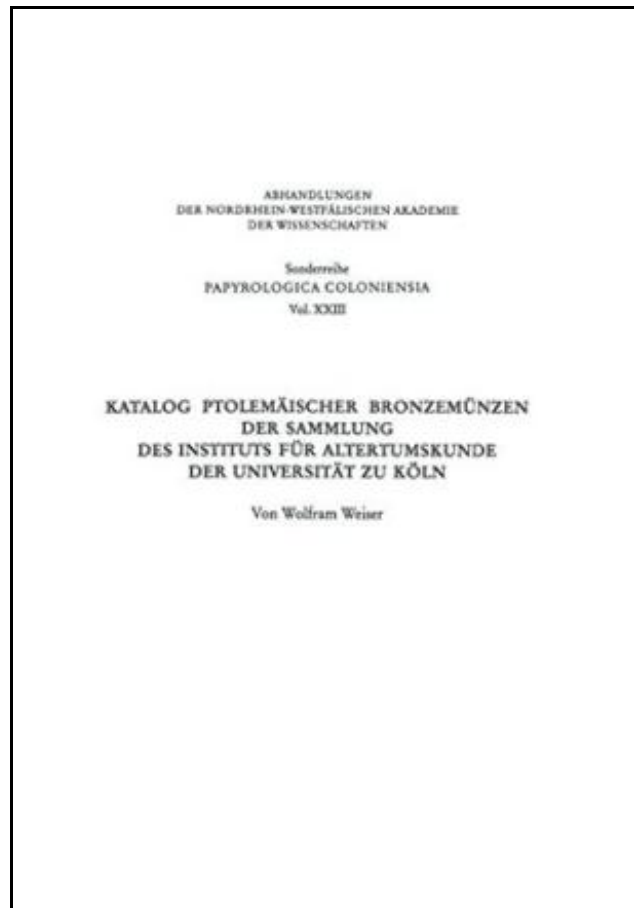 ABHANDLUNGEN
DER NORDRHEIN-WESTFÄLISCHEN AKADEMIE
DER WISSENSCHAFTEN
Sonderreihe
PAPYROLOGICA COLONIENSIA
Vol. XXIII
KATALOG PTOLEMÄISCHER BRONZEMÜNZEN
DER SAMMLUNG
DES INSTITUTS FÜR ALTERTUMSKUNDE
DER UNIVERSITÄT ZU KÖLN
Von Wolfram Weiser